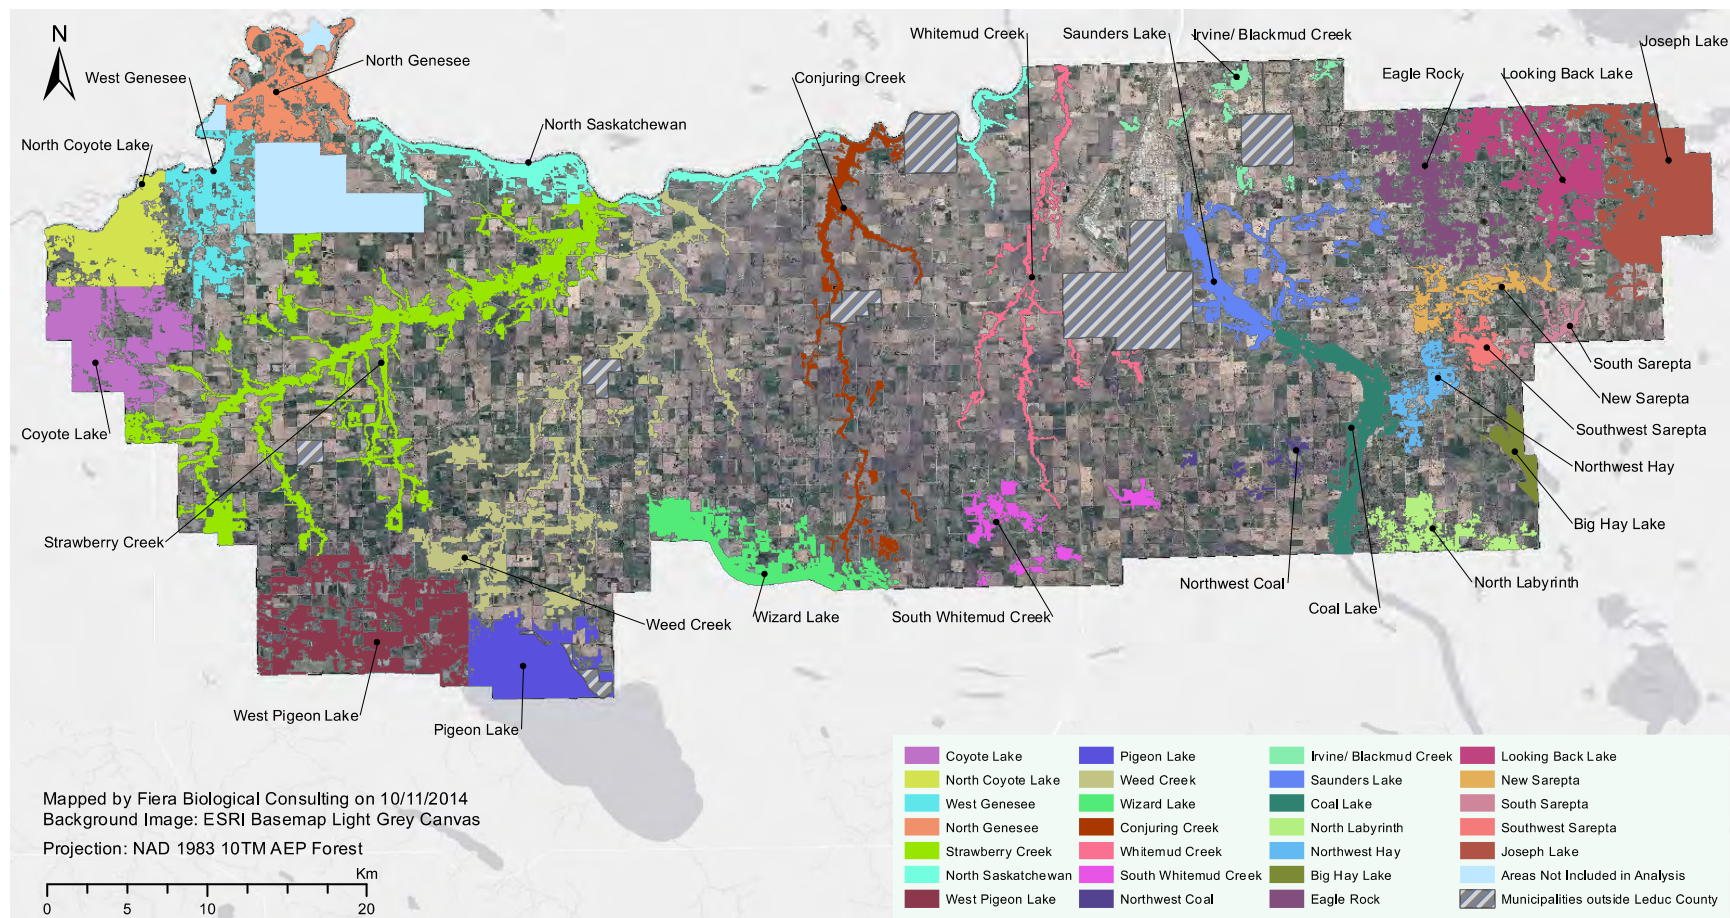 N
Whitemud Creek
Saunders Lake
Irvine/ Blackmud Creek
Joseph Lake
North Genesee
West Genesee
Conjuring Creek
Eagle Rock
Looking Back Lake
North Saskatchewan
North Coyote Lake
South Sarepta
New Sarepta
Coyote Lake
Southwest Sarepta
Northwest Hay
Big Hay Lake
Strawberry Creek
Northwest Coal
North Labyrinth
Coal Lake
Weed Creek
Wizard Lake
South Whitemud Creek
West Pigeon Lake
Pigeon Lake
Mapped by Fiera Biological Consulting on 10/11/2014
Background Image: ESRI Basemap Light Grey Canvas
Projection: NAD 1983 10TM AEP Forest
Km
0 5 10 20
Coyote Lake
North Coyote Lake
West Genesee
North Genesee
Strawberry Creek
North Saskatchewan
West Pigeon Lake
Pigeon Lake
Weed Creek
Wizard Lake
Conjuring Creek
Whitemud Creek
South Whitemud Creek
Northwest Coal
Irvine/ Blackmud Creek
Saunders Lake
Coal Lake
North Labyrinth
Northwest Hay
Big Hay Lake
Eagle Rock
Looking Back Lake
New Sarepta
South Sarepta
Southwest Sarepta
Joseph Lake
Areas Not Included in Analysis
Municipalities outside Leduc County